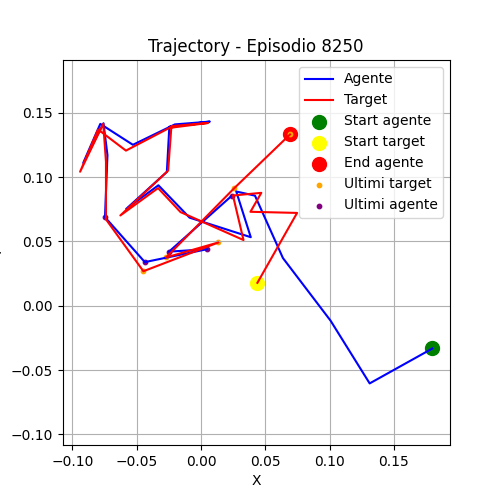 Trajectory - Episodio 8250
Agente
Target
Start agente
Start target
End agente
Ultimi target
Ultimi agente
0.15
0.10
0.05
0.00
−0.05
−0.10
−0.10 −0.05 0.00 0.05 0.10 0.15
X